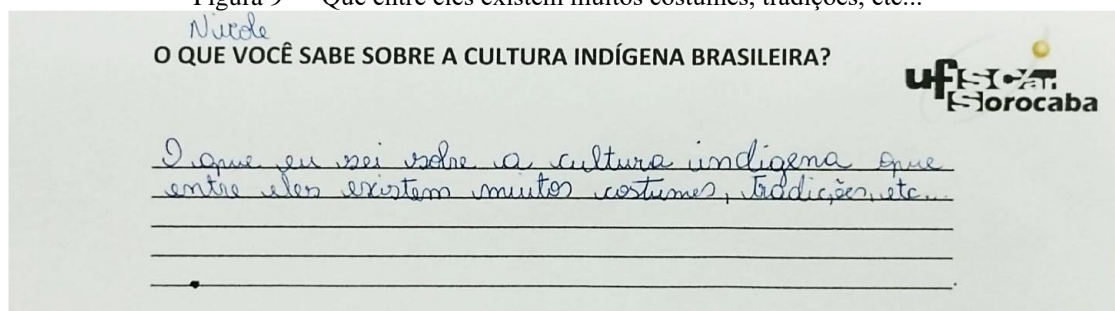 Figura 9 – “Que entre eles existem muitos costumes, tradições, etc...”
Nicole
O QUE VOCÊ SABE SOBRE A CULTURA INDÍGENA BRASILEIRA?
ufscar
Sorocaba
O que eu sei sobre a cultura indígena que
entre eles existem muitos costumes, tradições, etc...